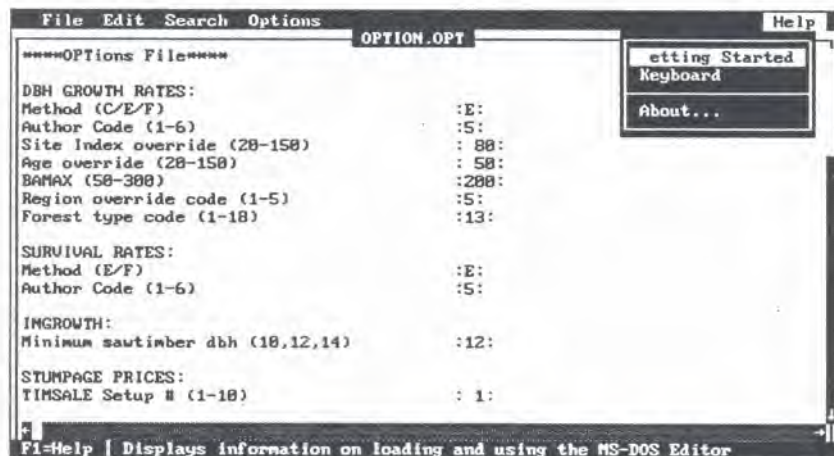 File Edit Search Options Help
OPTION.OPT
****OPTions File****
etting Started
Keyboard
About...
DBH GROWTH RATES:
Method (C/E/F) :E:
Author Code (1-6) :5:
Site Index override (20-150) : 80:
Age override (20-150) : 50:
BAMAX (50-300) :200:
Region override code (1-5) :5:
Forest type code (1-18) :13:
SURVIVAL RATES:
Method (E/F) :E:
Author Code (1-6) :5:
INGROWTH:
Minimum sawtimber dbh (10,12,14) :12:
STUMPAGE PRICES:
TIMSALE Setup # (1-10) : 1:
F1=Help | Displays information on loading and using the MS-DOS Editor